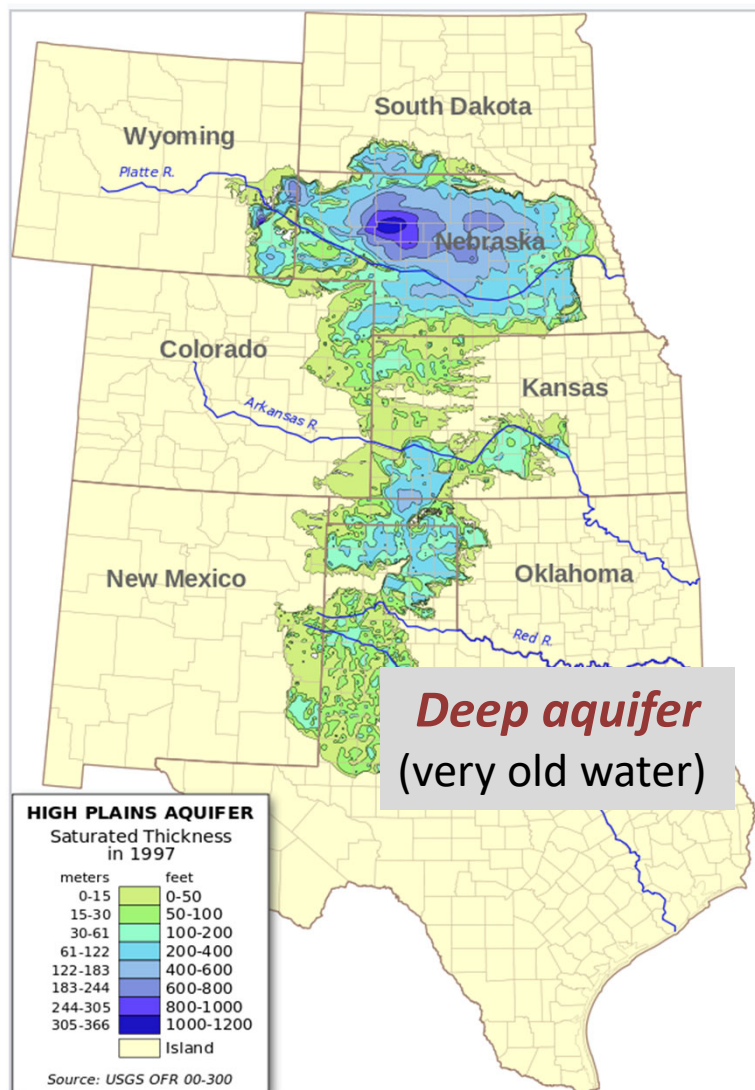 South Dakota
Wyoming
Platte R.
Nebraska
Colorado
Kansas
Arkansas R.
New Mexico
Oklahoma
Red R.
Deep aquifer
(very old water)
HIGH PLAINS AQUIFER
Saturated Thickness
in 1997
meters feet
0-15 0-50
15-30 50-100
30-61 100-200
61-122 200-400
122-183 400-600
183-244 600-800
244-305 800-1000
305-366 1000-1200
Island
Source: USGS OFR 00-300